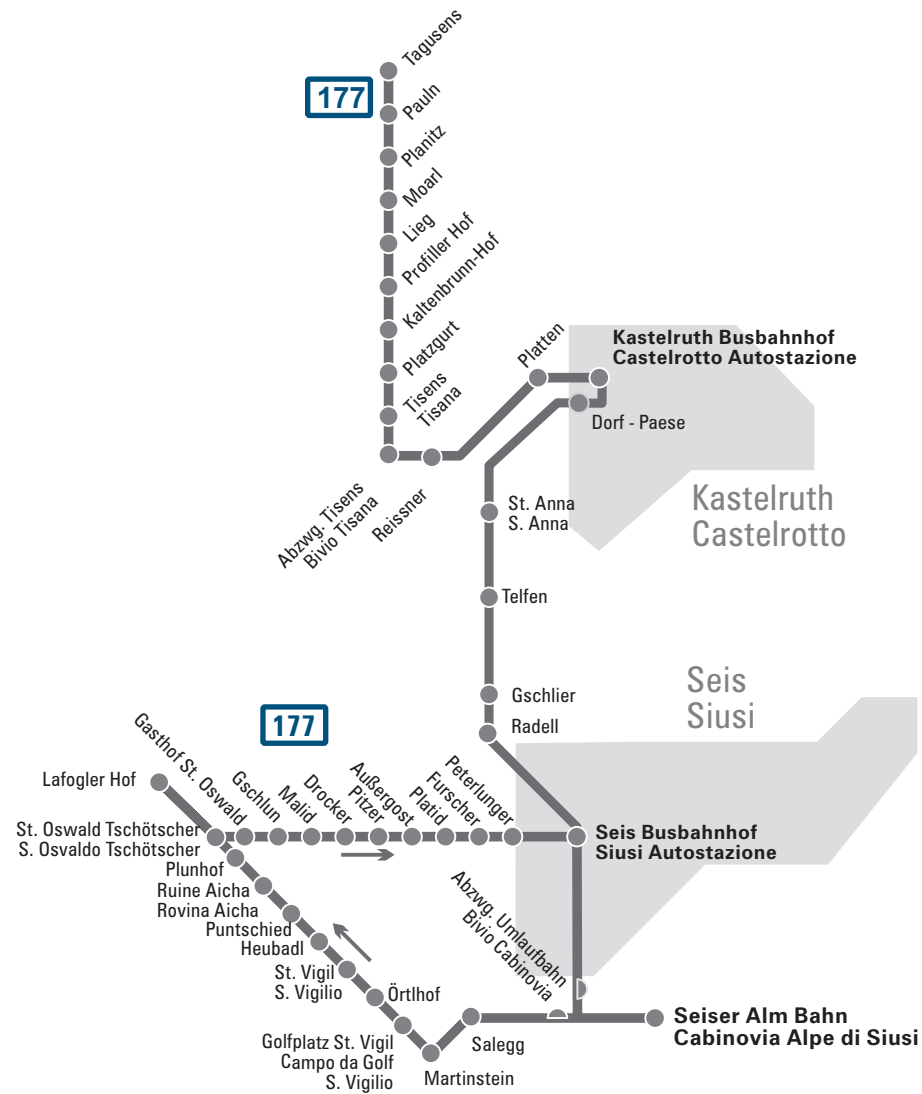 Tagusens
177
Pauln
Planitz
Moarl
Lieg
Profiller Hof
Kaltenbrunn-Hof
Platzgurt
Tisens
Tisana
Abzwg. Tisens
Bivio Tisana
Reissner
Platten
Kastelruth Busbahnhof
Castelrotto Autostazione
Dorf - Paese
Kastelruth
Castelrotto
St. Anna
S. Anna
Telfen
Gschlier
Radell
Seis
Siusi
177
Lafogler Hof
Gasthof St. Oswald
Gschlun
Malid
Drocker
Außergost
Pitzer
Platid
Furscher
Peterlunger
St. Oswald Tschötscher
S. Osvaldo Tschötscher
Seis Busbahnhof
Siusi Autostazione
Plunhof
Ruine Aicha
Rovina Aicha
Puntschied
Heubadl
St. Vigil
S. Vigilio
Örtlhof
Golfplatz St. Vigil
Campo da Golf
S. Vigilio
Martinstein
Salegg
Abzwg. Umlaufbahn
Bivio Cabinovia
Seiser Alm Bahn
Cabinovia Alpe di Siusi